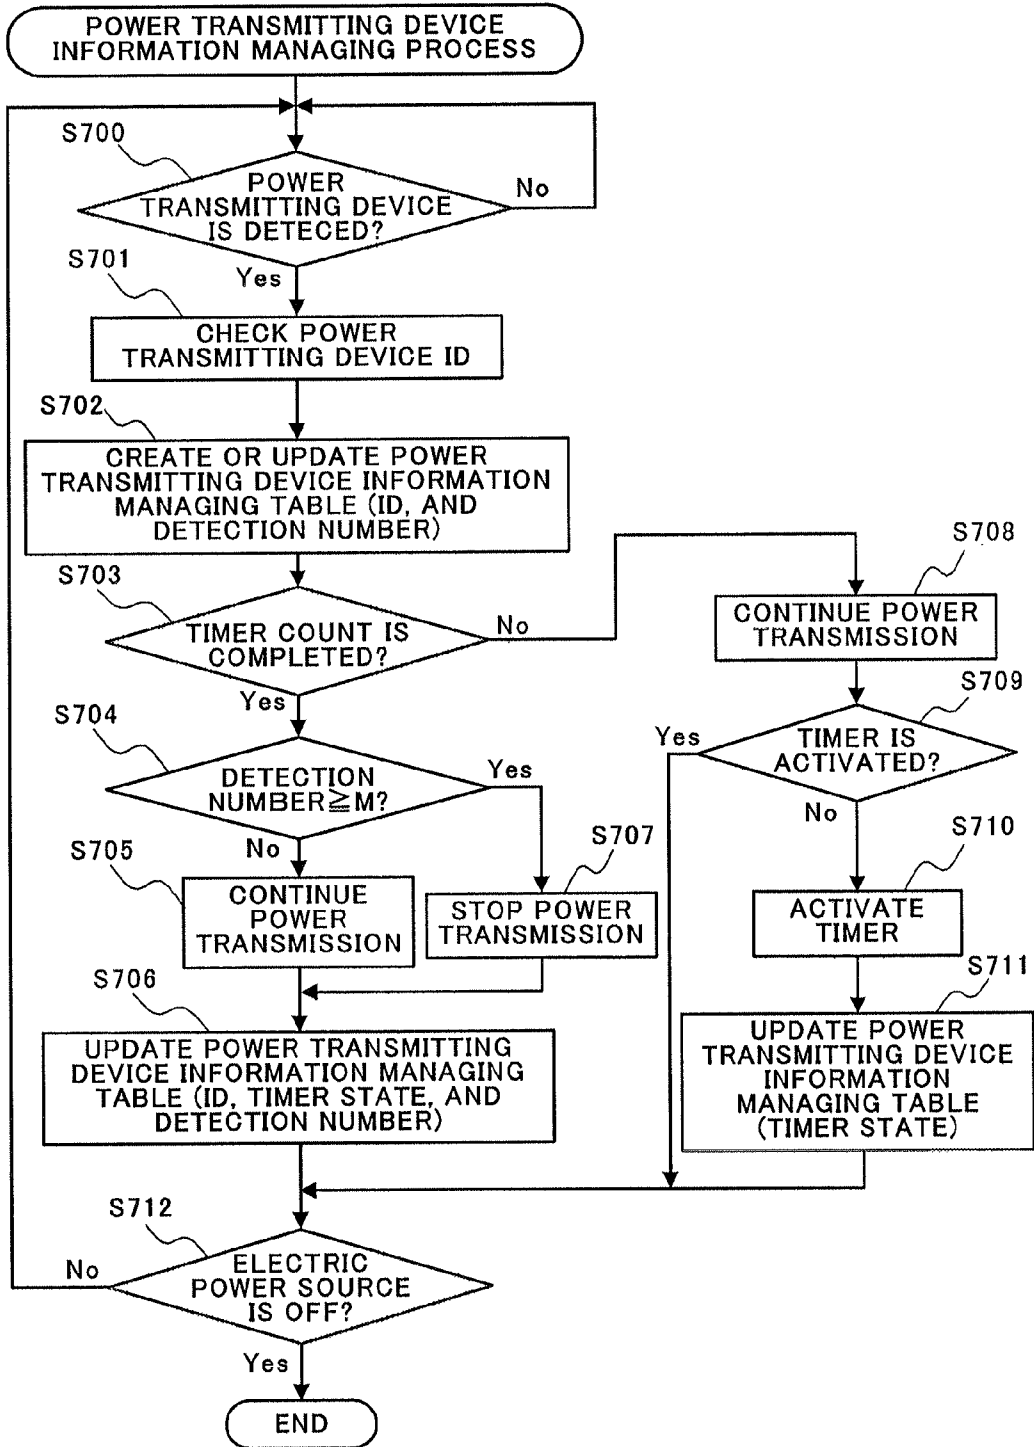 POWER TRANSMITTING DEVICE
INFORMATION MANAGING PROCESS
S700
POWER
TRANSMITTING DEVICE
IS DETECED?
No
Yes
S701
CHECK POWER
TRANSMITTING DEVICE ID
S702
CREATE OR UPDATE POWER
TRANSMITTING DEVICE INFORMATION
MANAGING TABLE (ID, AND
DETECTION NUMBER)
S703
TIMER COUNT IS
COMPLETED?
No
Yes
S704
DETECTION
NUMBER≧M?
Yes
No
S705
CONTINUE
POWER
TRANSMISSION
S707
STOP POWER
TRANSMISSION
S706
UPDATE POWER TRANSMITTING
DEVICE INFORMATION MANAGING
TABLE (ID, TIMER STATE, AND
DETECTION NUMBER)
S708
CONTINUE POWER
TRANSMISSION
S709
TIMER IS
ACTIVATED?
Yes
No
S710
ACTIVATE
TIMER
S711
UPDATE POWER
TRANSMITTING DEVICE
INFORMATION
MANAGING TABLE
(TIMER STATE)
S712
ELECTRIC
POWER SOURCE
IS OFF?
No
Yes
END